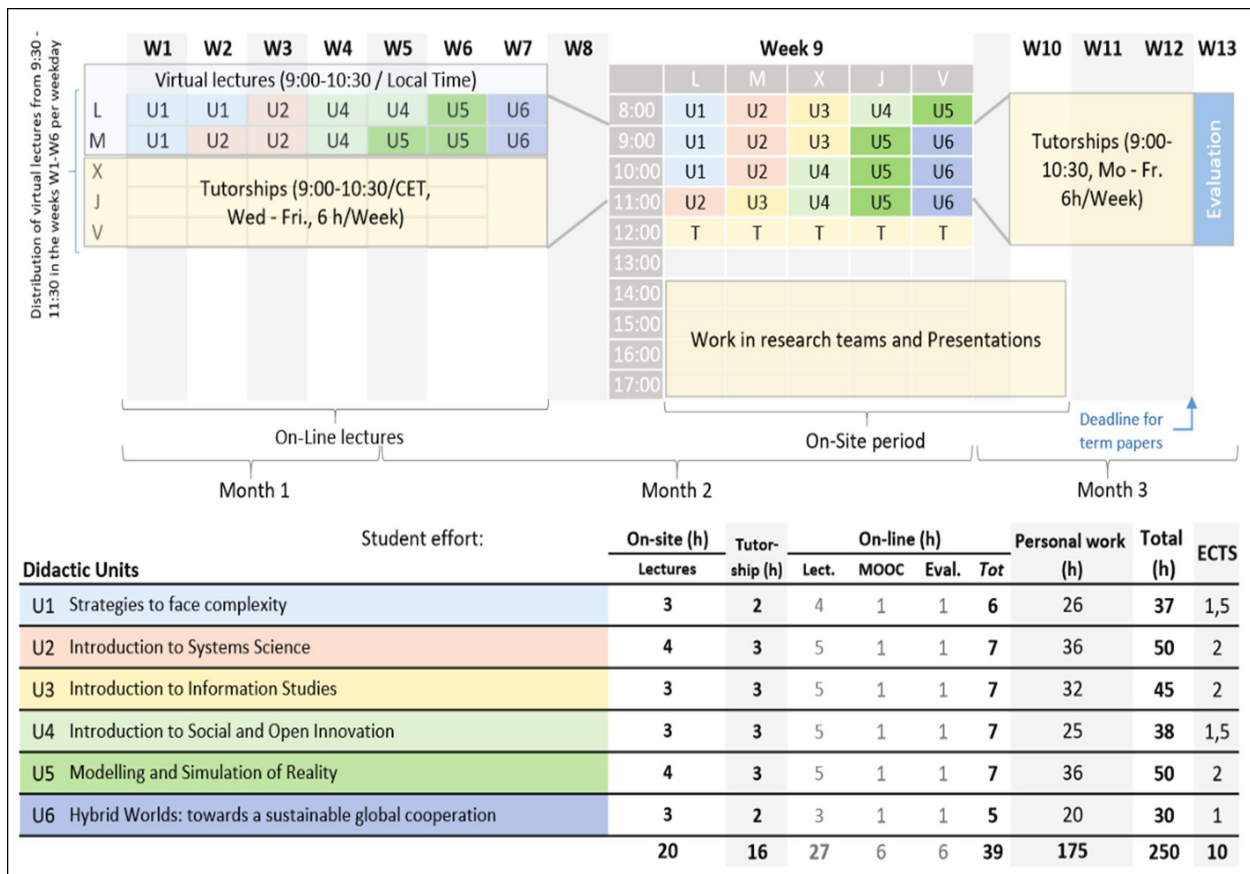 Distribution of virtual lectures from 9:30 -
11:30 in the weeks W1-W6 per weekday
W1 W2 W3 W4 W5 W6 W7 W8 Week 9 W10 W11 W12 W13
Virtual lectures (9:00-10:30 / Local Time)
L U1 U1 U2 U4 U4 U5 U6
M U1 U2 U2 U4 U5 U5 U6
X
J
V
Tutorships (9:00-10:30/CET,
Wed - Fri., 6 h/Week)
L M X J V
8:00 U1 U2 U3 U4 U5
9:00 U1 U2 U3 U5 U6
10:00 U1 U2 U4 U5 U6
11:00 U2 U3 U4 U5 U6
12:00 T T T T T
13:00
14:00
15:00
16:00
17:00
Work in research teams and Presentations
Tutorships (9:00-
10:30, Mo - Fr.
6h/Week)
Evaluation
Deadline for
term papers
On-Line lectures
On-Site period
Month 1
Month 2
Month 3
Student effort:
On-site (h) Tutor- On-line (h) Personal work Total ECTS
Didactic Units Lectures ship (h) Lect. MOOC Eval. Tot (h) (h)
U1 Strategies to face complexity 3 2 4 1 1 6 26 37 1,5
U2 Introduction to Systems Science 4 3 5 1 1 7 36 50 2
U3 Introduction to Information Studies 3 3 5 1 1 7 32 45 2
U4 Introduction to Social and Open Innovation 3 3 5 1 1 7 25 38 1,5
U5 Modelling and Simulation of Reality 4 3 5 1 1 7 36 50 2
U6 Hybrid Worlds: towards a sustainable global cooperation 3 2 3 1 1 5 20 30 1
20 16 27 6 6 39 175 250 10